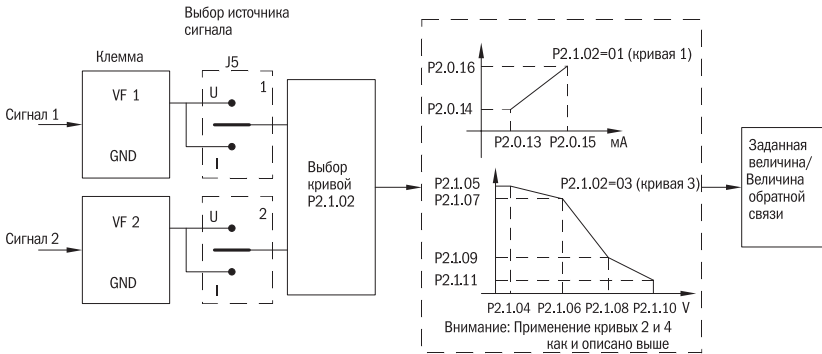 Выбор источника
сигнала
Клемма
J5
Сигнал 1
VF 1
GND
U
1
I
Сигнал 2
VF 2
GND
U
2
I
Выбор
кривой
P2.1.02
P2.0.16
P2.0.14
P2.1.02=01 (кривая 1)
P2.0.13 P2.0.15 мА
P2.1.05
P2.1.07
P2.1.09
P2.1.11
P2.1.02=03 (кривая 3)
P2.1.04 P2.1.06 P2.1.08 P2.1.10 V
Внимание: Применение кривых 2 и 4
как и описано выше
Заданная
величина/
Величина
обратной
связи